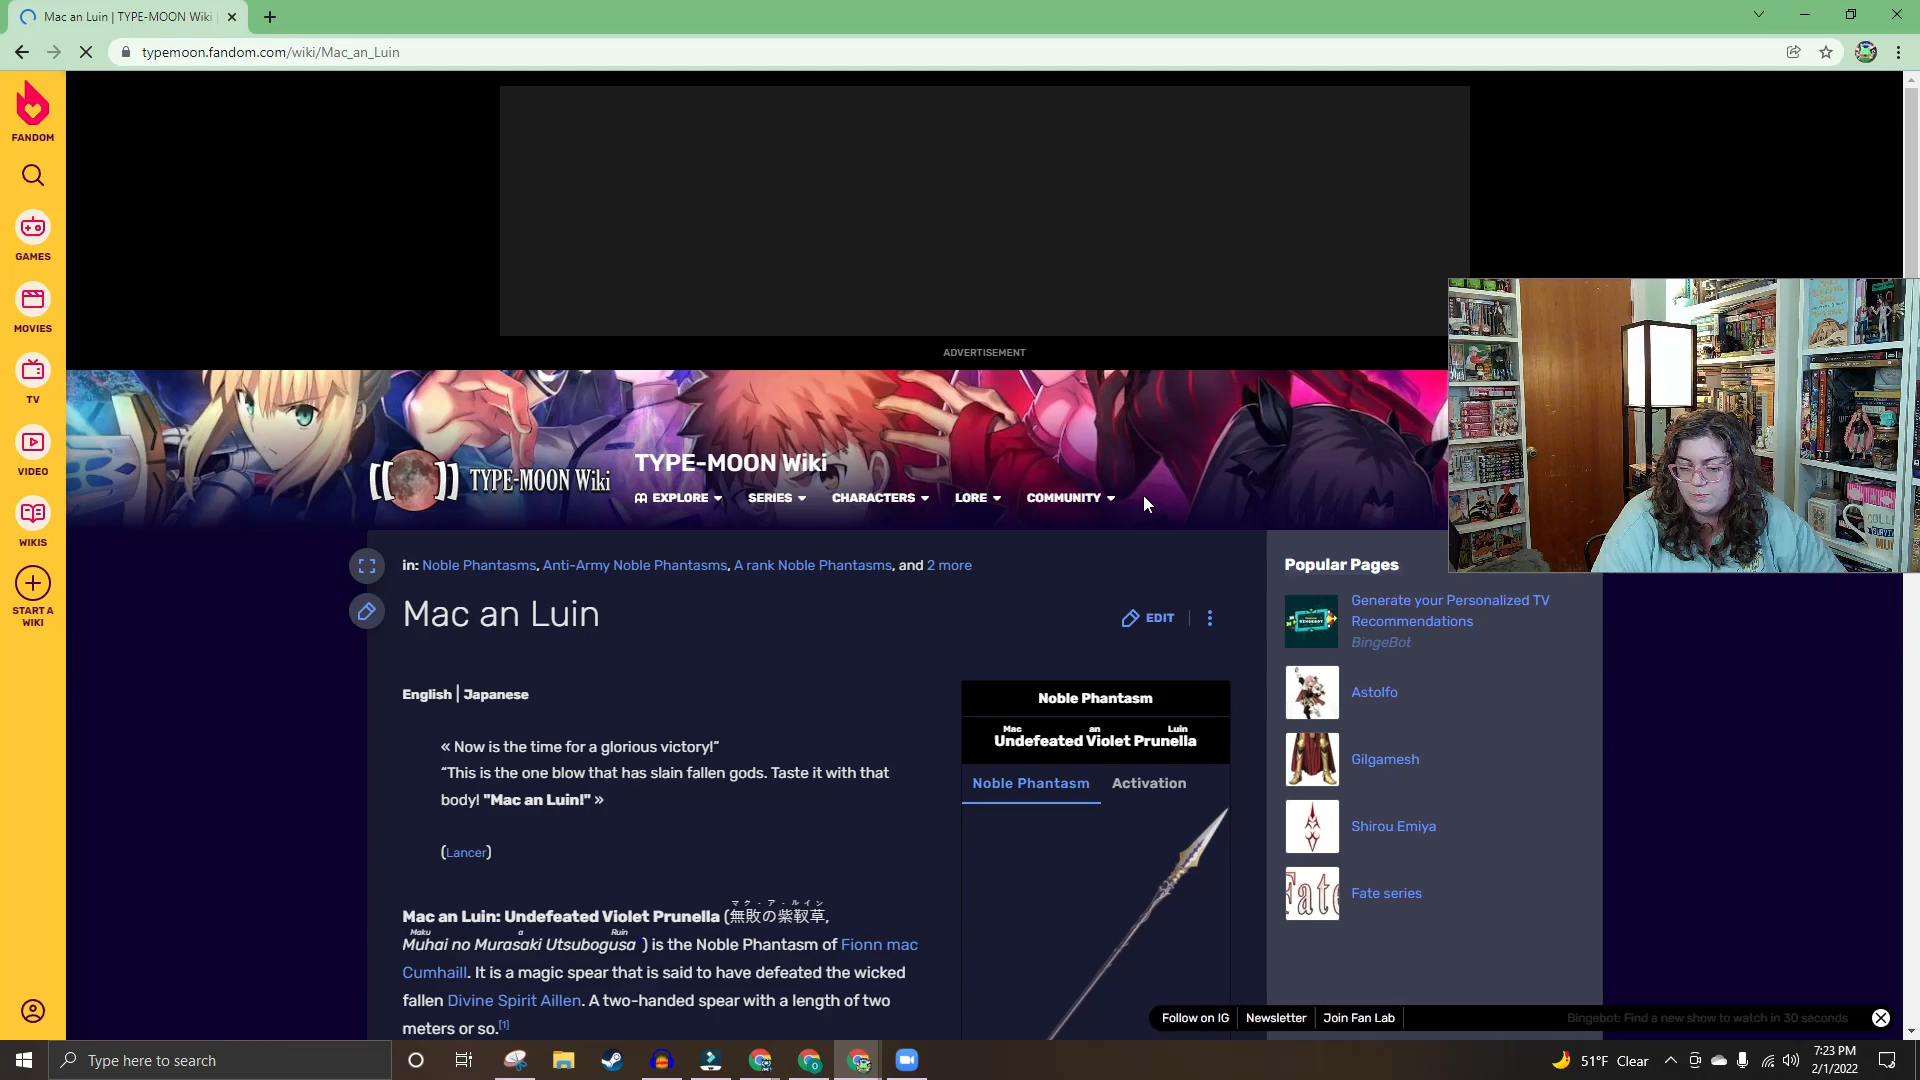 Mac an Luin | TYPE-MOON Wiki
typemoon.fandom.com/wiki/Mac_an_Luin
FANDOM
GAMES
MOVIES
TV
VIDEO
WIKIS
START A
WIKI
ADVERTISEMENT
TYPE-MOON Wiki
TYPE-MOON Wiki
EXPLORE
SERIES
CHARACTERS
LORE
COMMUNITY
in: Noble Phantasms, Anti-Army Noble Phantasms, A rank Noble Phantasms, and 2 more
Mac an Luin
EDIT
English | Japanese
« Now is the time for a glorious victory!”
“This is the one blow that has slain fallen gods. Taste it with that
body! "Mac an Luin!" »
(Lancer)
マク・ア・ルイン
Mac an Luin: Undefeated Violet Prunella (無敗の紫靫草,
Maku a Ruin
Muhai no Murasaki Utsubogusa ) is the Noble Phantasm of Fionn mac
Cumhaill. It is a magic spear that is said to have defeated the wicked
fallen Divine Spirit Aillen. A two-handed spear with a length of two
meters or so.[1]
Noble Phantasm
Mac an Luin
Undefeated Violet Prunella
Noble Phantasm
Activation
Popular Pages
Generate your Personalized TV
Recommendations
BingeBot
Astolfo
Gilgamesh
Shirou Emiya
Fate
Fate series
Follow on IG
Newsletter
Join Fan Lab
Bingebot: Find a new show to watch in 30 seconds
Type here to search
51°F Clear
7:23 PM
2/1/2022